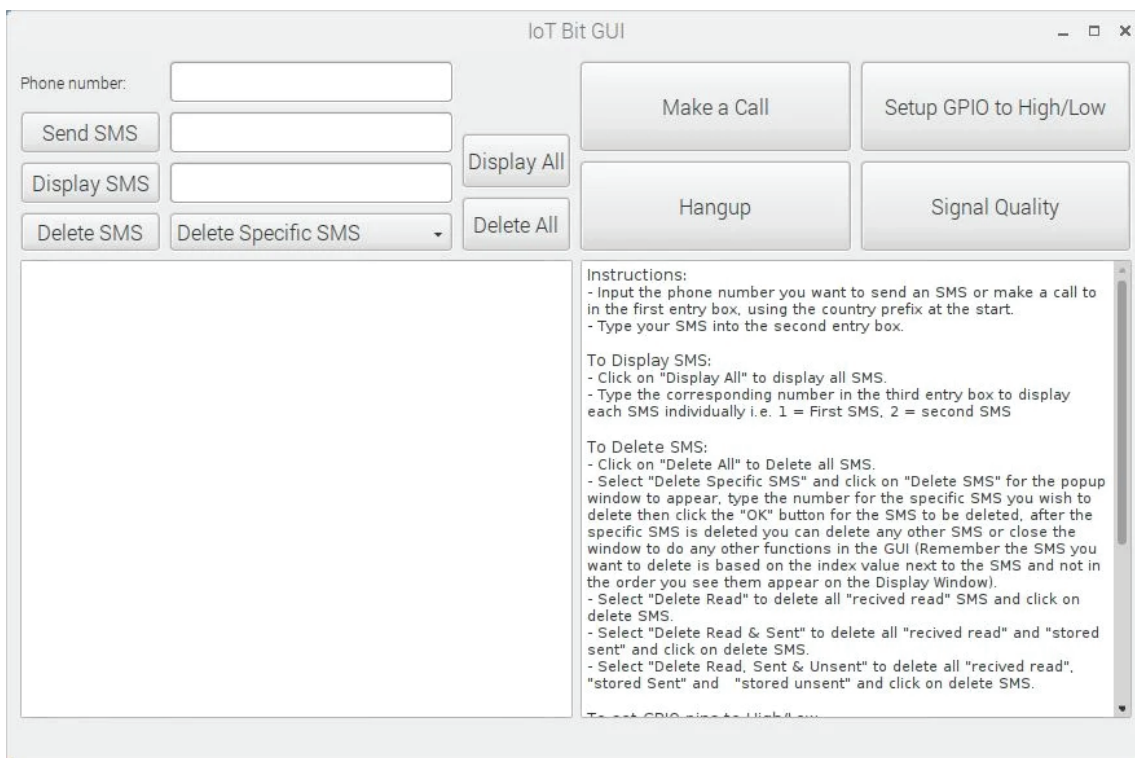 IoT Bit GUI
Phone number:
Send SMS
Display SMS
Delete SMS
Delete Specific SMS
Display All
Delete All
Make a Call
Setup GPIO to High/Low
Hangup
Signal Quality
Instructions:
- Input the phone number you want to send an SMS or make a call to
in the first entry box, using the country prefix at the start.
- Type your SMS into the second entry box.
To Display SMS:
- Click on "Display All" to display all SMS.
- Type the corresponding number in the third entry box to display
each SMS individually i.e. 1 = First SMS, 2 = second SMS
To Delete SMS:
- Click on "Delete All" to Delete all SMS.
- Select "Delete Specific SMS" and click on "Delete SMS" for the popup
window to appear, type the number for the specific SMS you wish to
delete then click the "OK" button for the SMS to be deleted, after the
specific SMS is deleted you can delete any other SMS or close the
window to do any other functions in the GUI (Remember the SMS you
want to delete is based on the index value next to the SMS and not in
the order you see them appear on the Display Window).
- Select "Delete Read" to delete all "recived read" SMS and click on
delete SMS.
- Select "Delete Read & Sent" to delete all "recived read" and "stored
sent" and click on delete SMS.
- Select "Delete Read, Sent & Unsent" to delete all "recived read",
"stored Sent" and "stored unsent" and click on delete SMS.
To set GPIO pins to High/Low